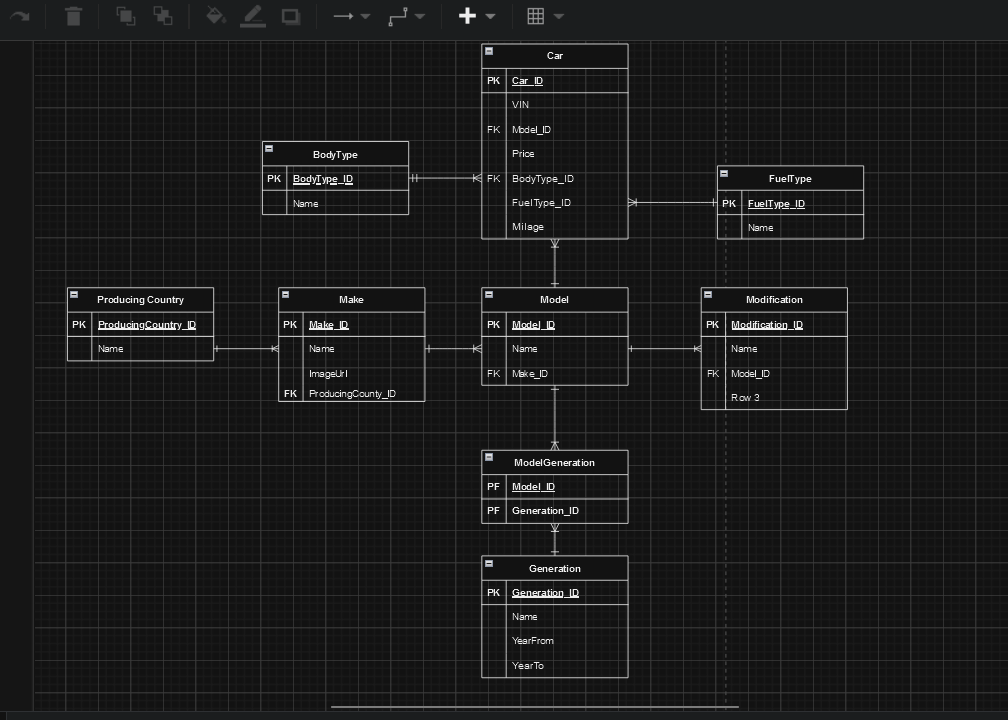 Car
PK Car_ID
VIN
FK Model_ID
Price
FK BodyType_ID
FuelType_ID
Milage
BodyType
PK BodyType_ID
Name
FuelType
PK FuelType_ID
Name
Producing Country
PK ProducingCountry_ID
Name
Make
PK Make_ID
Name
ImageUrl
FK ProducingCounty_ID
Model
PK Model_ID
Name
FK Make_ID
Modification
PK Modification_ID
Name
FK Model_ID
Row 3
ModelGeneration
PF Model_ID
PF Generation_ID
Generation
PK Generation_ID
Name
YearFrom
YearTo